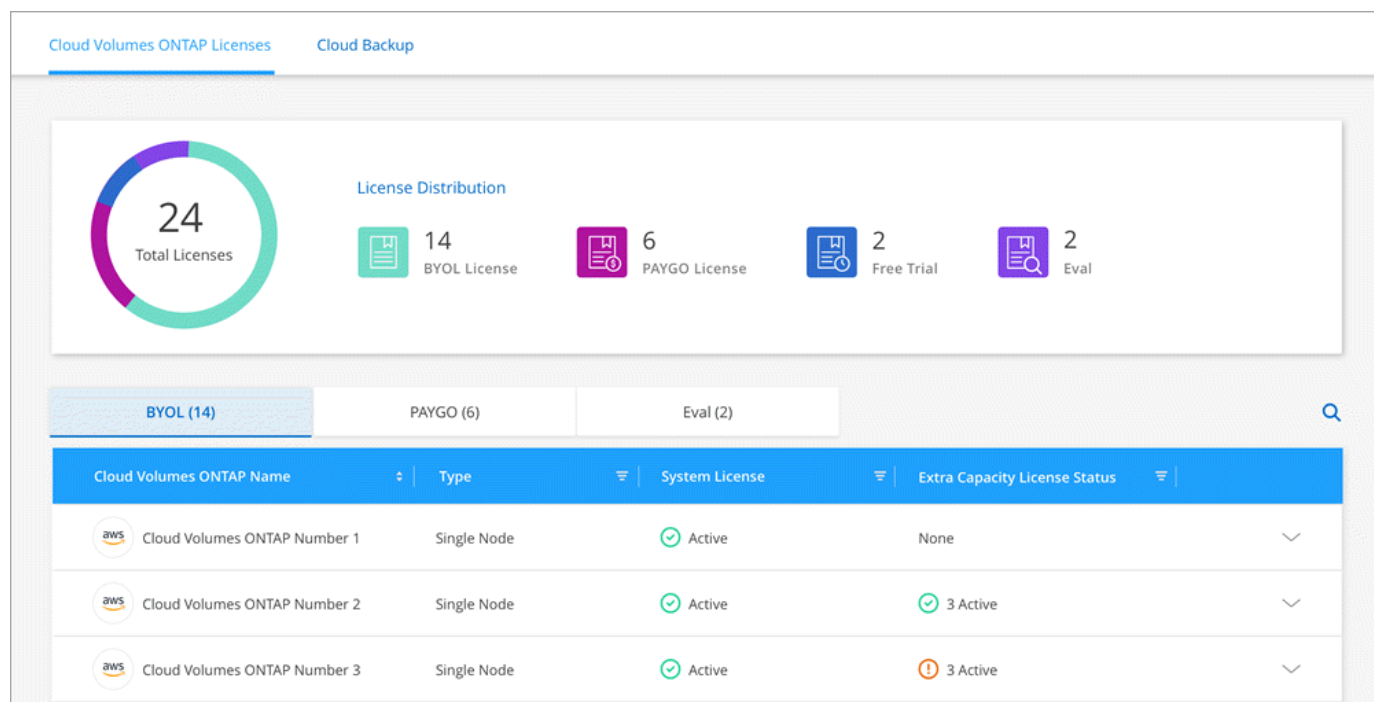 Cloud Volumes ONTAP Licenses Cloud Backup
24
Total Licenses
License Distribution
14
BYOL License
6
PAYGO License
2
Free Trial
2
Eval
BYOL (14) PAYGO (6) Eval (2)
Cloud Volumes ONTAP Name Type System License Extra Capacity License Status
aws Cloud Volumes ONTAP Number 1 Single Node Active None
aws Cloud Volumes ONTAP Number 2 Single Node Active 3 Active
aws Cloud Volumes ONTAP Number 3 Single Node Active 3 Active